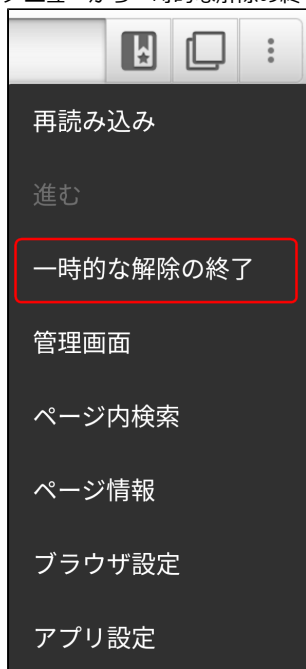 再読み込み
進む
一時的な解除の終了
管理画面
ページ内検索
ページ情報
ブラウザ設定
アプリ設定